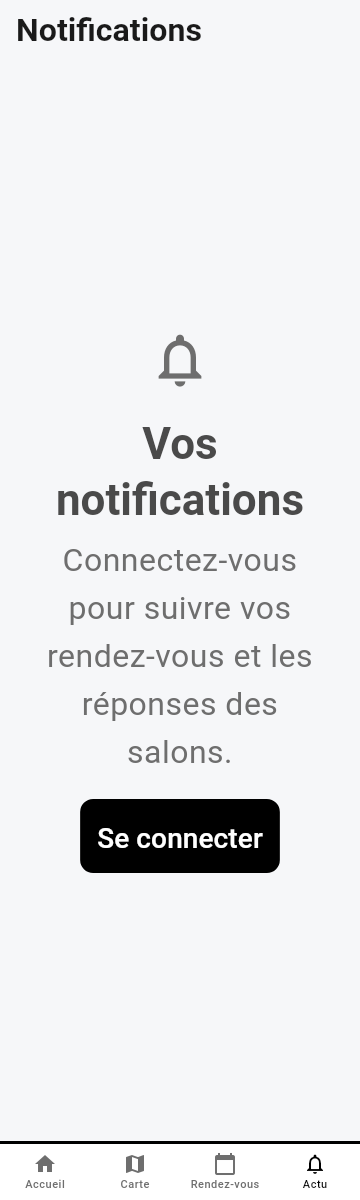 Notifications
Vos
notifications
Connectez-vous
pour suivre vos
rendez-vous et les
réponses des
salons.
Se connecter
Accueil
Carte
Rendez-vous
Actu